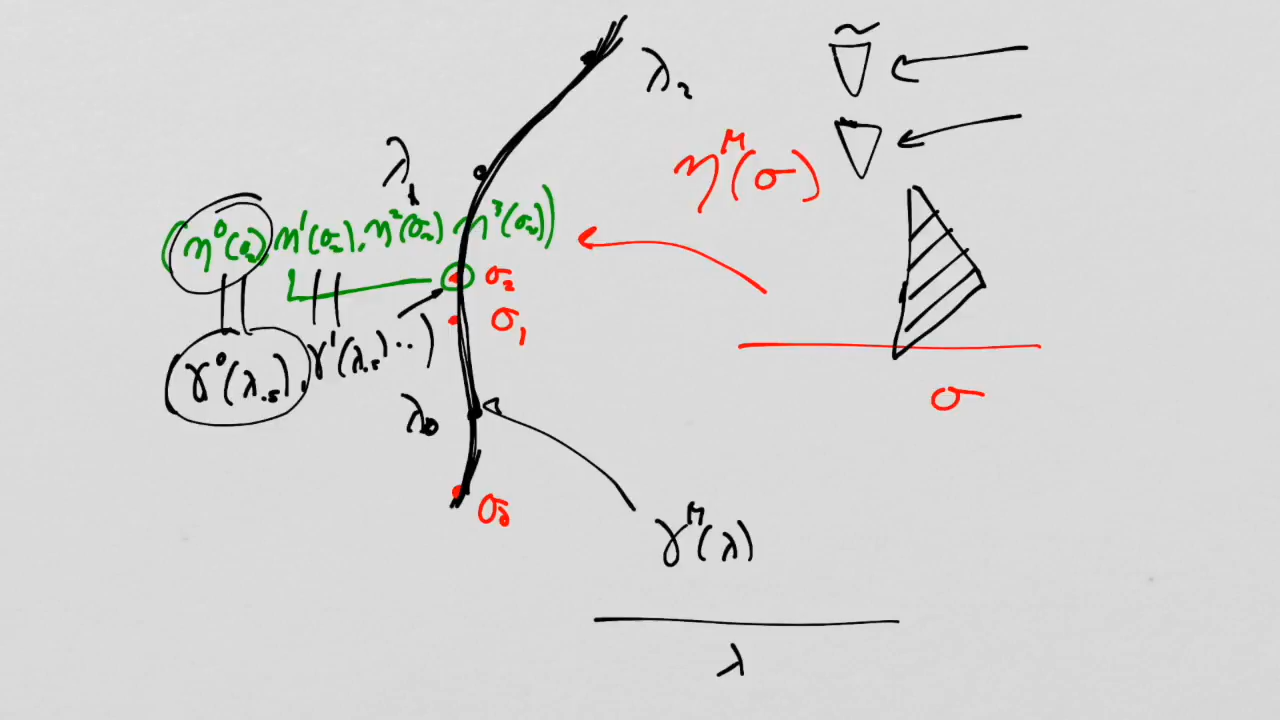 λ₂
λ₁
η^μ(σ)
(η⁰(σ₂), η¹(σ₂), η²(σ₂) η³(σ₂))
σ₂
σ₁
(γ⁰(λ.₅), γ¹(λ.₅)··)
σ
λ₀
σ₀
γ^μ(λ)
λ